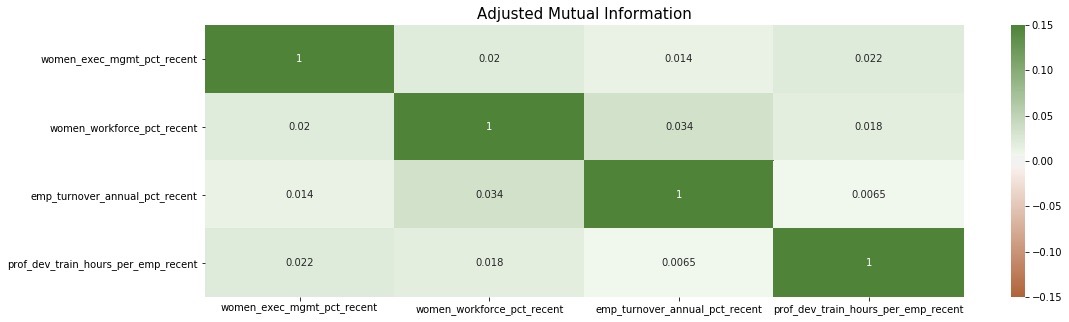 Adjusted Mutual Information
women_exec_mgmt_pct_recent 1 0.02 0.014 0.022
women_workforce_pct_recent 0.02 1 0.034 0.018
emp_turnover_annual_pct_recent 0.014 0.034 1 0.0065
prof_dev_train_hours_per_emp_recent 0.022 0.018 0.0065 1
women_exec_mgmt_pct_recent women_workforce_pct_recent emp_turnover_annual_pct_recent prof_dev_train_hours_per_emp_recent
0.15
0.10
0.05
0.00
−0.05
−0.10
−0.15